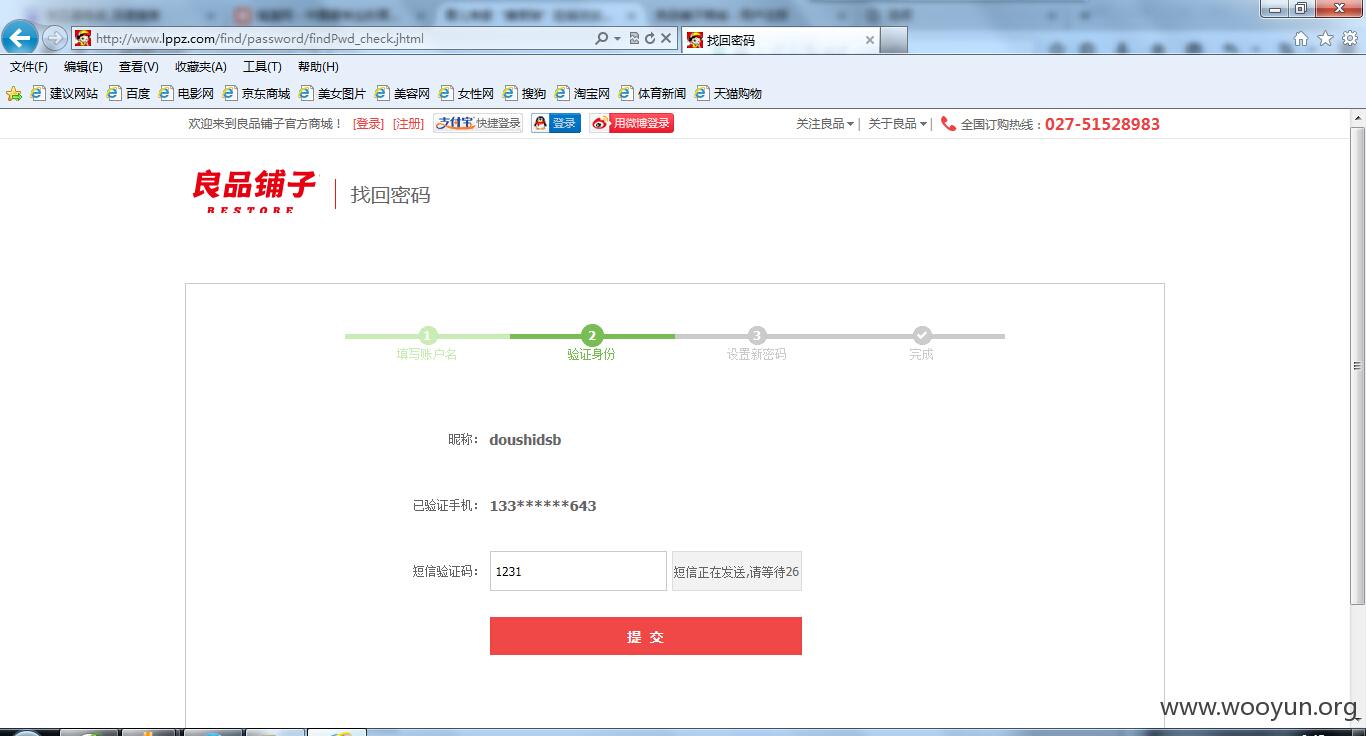 http://www.lppz.com/find/password/findPwd_check.jhtml
找回密码
文件(F) 编辑(E) 查看(V) 收藏夹(A) 工具(T) 帮助(H)
建议网站 百度 电影网 京东商城 美女图片 美容网 女性网 搜狗 淘宝网 体育新闻 天猫购物
欢迎来到良品铺子官方商城！ [登录] [注册] 支付宝 快捷登录 登录 用微博登录 关注良品 | 关于良品 | 全国订购热线：027-51528983
良品铺子 | 找回密码
BESTORE
1 2 3
填写账户名 验证身份 设置新密码 完成
昵称： doushidsb
已验证手机： 133******643
短信验证码： 1231 短信正在发送,请等待26
提 交
www.wooyun.org